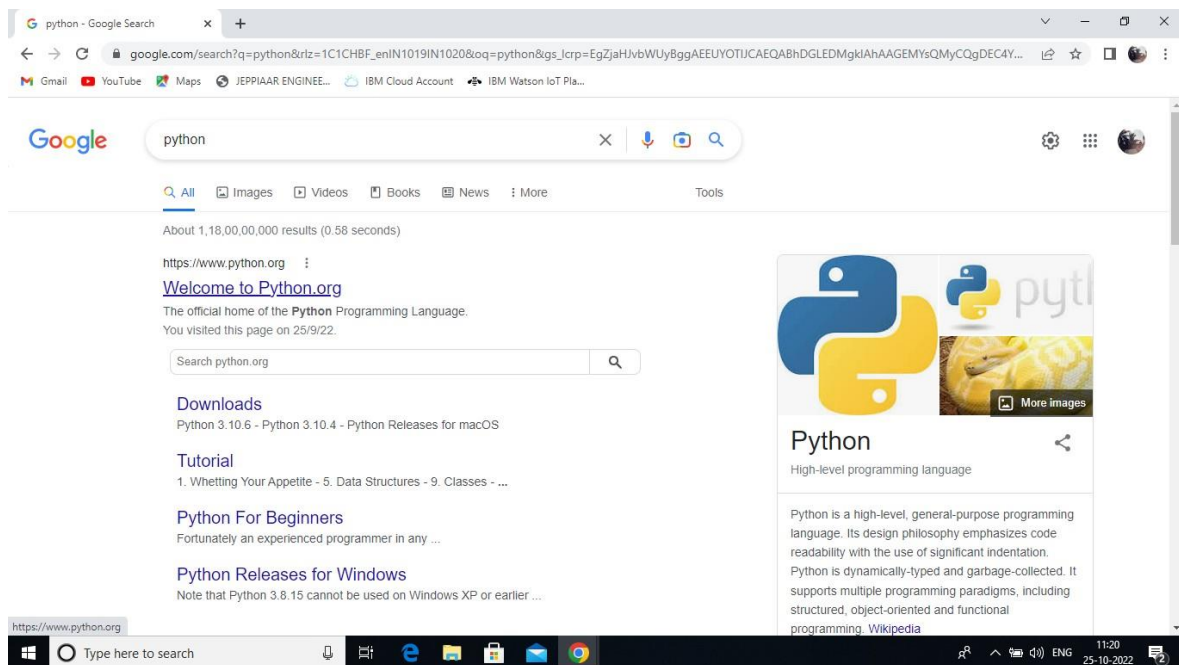 python - Google Search
google.com/search?q=python&rlz=1C1CHBF_enIN1019IN1020&oq=python&gs_lcrp=EgZjaHJvbWUyBggAEEUYOTIJCAEQABhDGLEDMgkIAhAAGEMYsQMyCQgDEC4Y...
Gmail YouTube Maps JEPPIAAR ENGINEE... IBM Cloud Account IBM Watson IoT Pla...
Google python
All Images Videos Books News More Tools
About 1,18,00,00,000 results (0.58 seconds)
https://www.python.org
Welcome to Python.org
The official home of the Python Programming Language.
You visited this page on 25/9/22.
Search python.org
Downloads
Python 3.10.6 - Python 3.10.4 - Python Releases for macOS
Tutorial
1. Whetting Your Appetite - 5. Data Structures - 9. Classes - ...
Python For Beginners
Fortunately an experienced programmer in any ...
Python Releases for Windows
Note that Python 3.8.15 cannot be used on Windows XP or earlier ...
More images
Python
High-level programming language
Python is a high-level, general-purpose programming
language. Its design philosophy emphasizes code
readability with the use of significant indentation.
Python is dynamically-typed and garbage-collected. It
supports multiple programming paradigms, including
structured, object-oriented and functional
programming. Wikipedia
https://www.python.org
Type here to search
ENG
11:20
25-10-2022
2